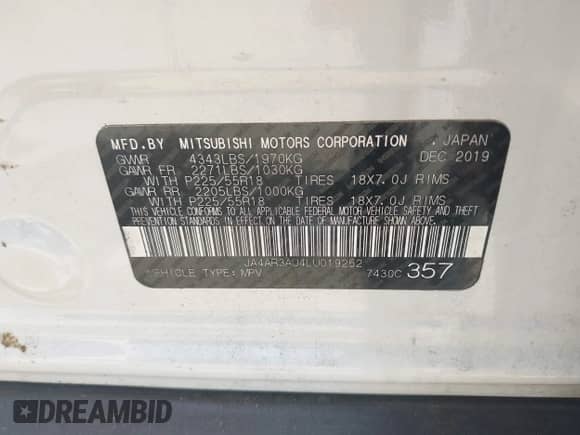 MFD.BY MITSUBISHI MOTORS CORPORATION , JAPAN
GVWR 4343LBS/1970KG DEC 2019
GAWR FR 2271LBS/1030KG
WITH P225/55R18 TIRES 18X7.0J RIMS
GAWR RR 2205LBS/1000KG
WITH P225/55R18 TIRES 18X7.0J RIMS
THIS VEHICLE CONFORMS TO ALL APPLICABLE FEDERAL MOTOR VEHICLE SAFETY AND THEFT
PREVENTION STANDARDS IN EFFECT ON THE DATE OF MANUFACTURE SHOWN ABOVE.
JA4AR3AU4LU019252
VEHICLE TYPE: MPV 7430C 357
DREAMBID